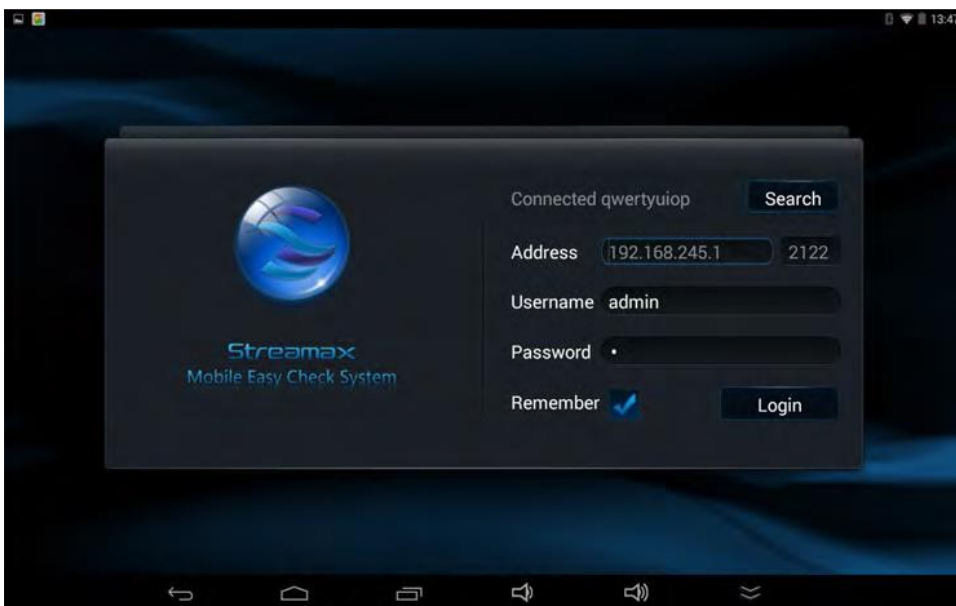 13:47
Connected qwertyuiop Search
Address 192.168.245.1 2122
Username admin
Password •
Remember Login
Streamax
Mobile Easy Check System